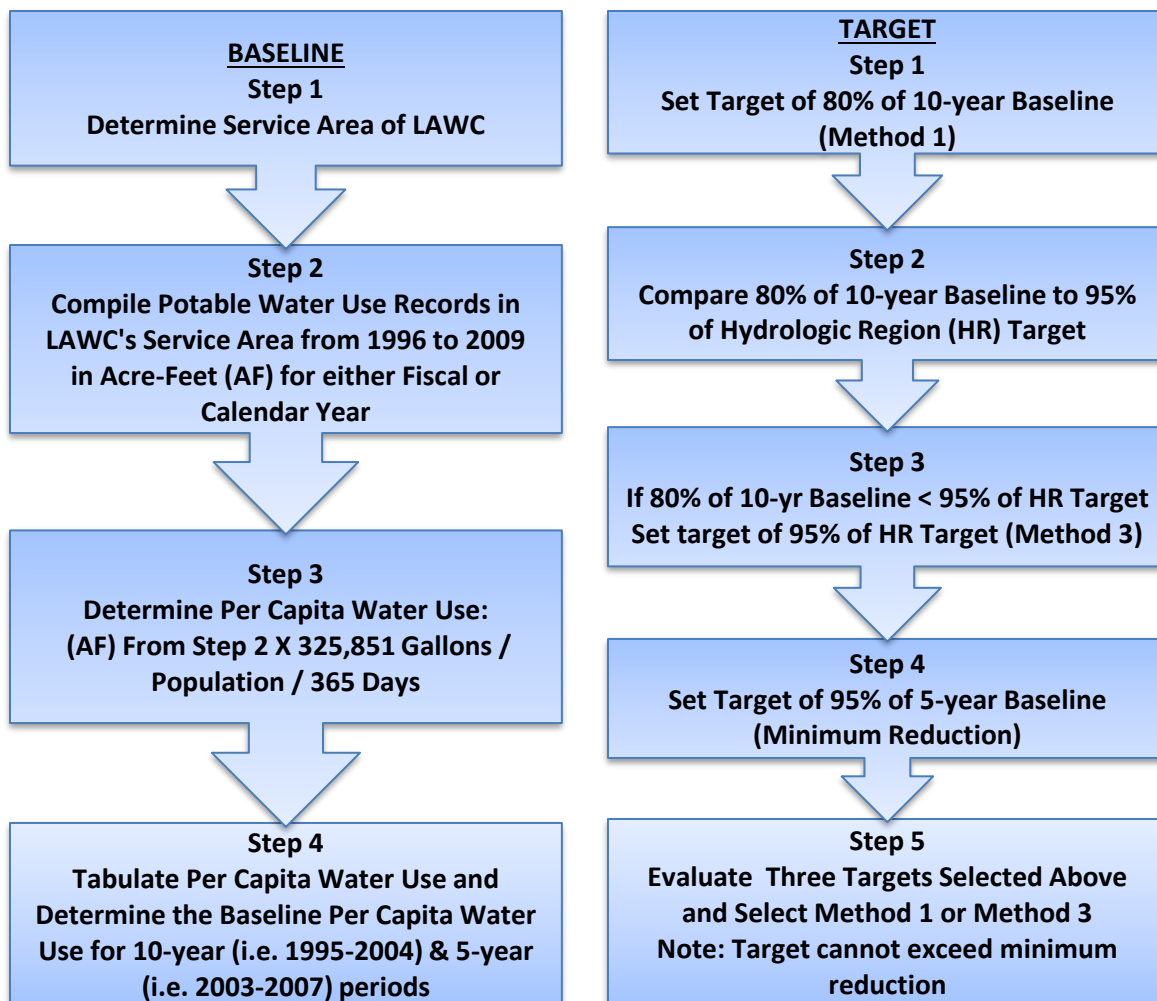 BASELINE
Step 1
Determine Service Area of LAWC
Step 2
Compile Potable Water Use Records in
LAWC's Service Area from 1996 to 2009
in Acre-Feet (AF) for either Fiscal or
Calendar Year
Step 3
Determine Per Capita Water Use:
(AF) From Step 2 X 325,851 Gallons /
Population / 365 Days
Step 4
Tabulate Per Capita Water Use and
Determine the Baseline Per Capita Water
Use for 10-year (i.e. 1995-2004) & 5-year
(i.e. 2003-2007) periods
TARGET
Step 1
Set Target of 80% of 10-year Baseline
(Method 1)
Step 2
Compare 80% of 10-year Baseline to 95%
of Hydrologic Region (HR) Target
Step 3
If 80% of 10-yr Baseline < 95% of HR Target
Set target of 95% of HR Target (Method 3)
Step 4
Set Target of 95% of 5-year Baseline
(Minimum Reduction)
Step 5
Evaluate Three Targets Selected Above
and Select Method 1 or Method 3
Note: Target cannot exceed minimum
reduction